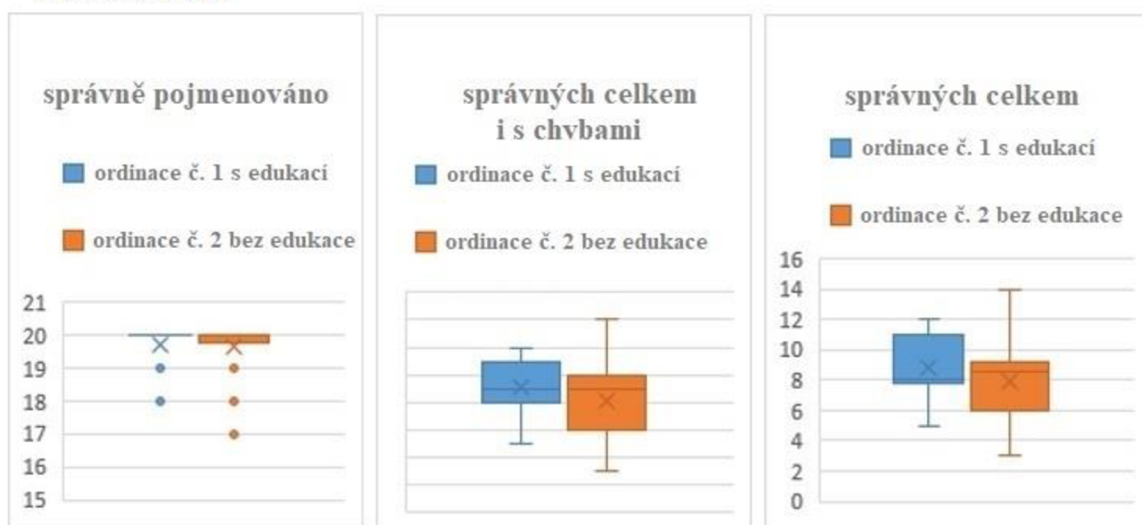 správně pojmenováno
ordinace č. 1 s edukací
ordinace č. 2 bez edukace
21
20
19
18
17
16
15
správných celkem
i s chvbami
ordinace č. 1 s edukací
ordinace č. 2 bez edukace
správných celkem
ordinace č. 1 s edukací
ordinace č. 2 bez edukace
16
14
12
10
8
6
4
2
0